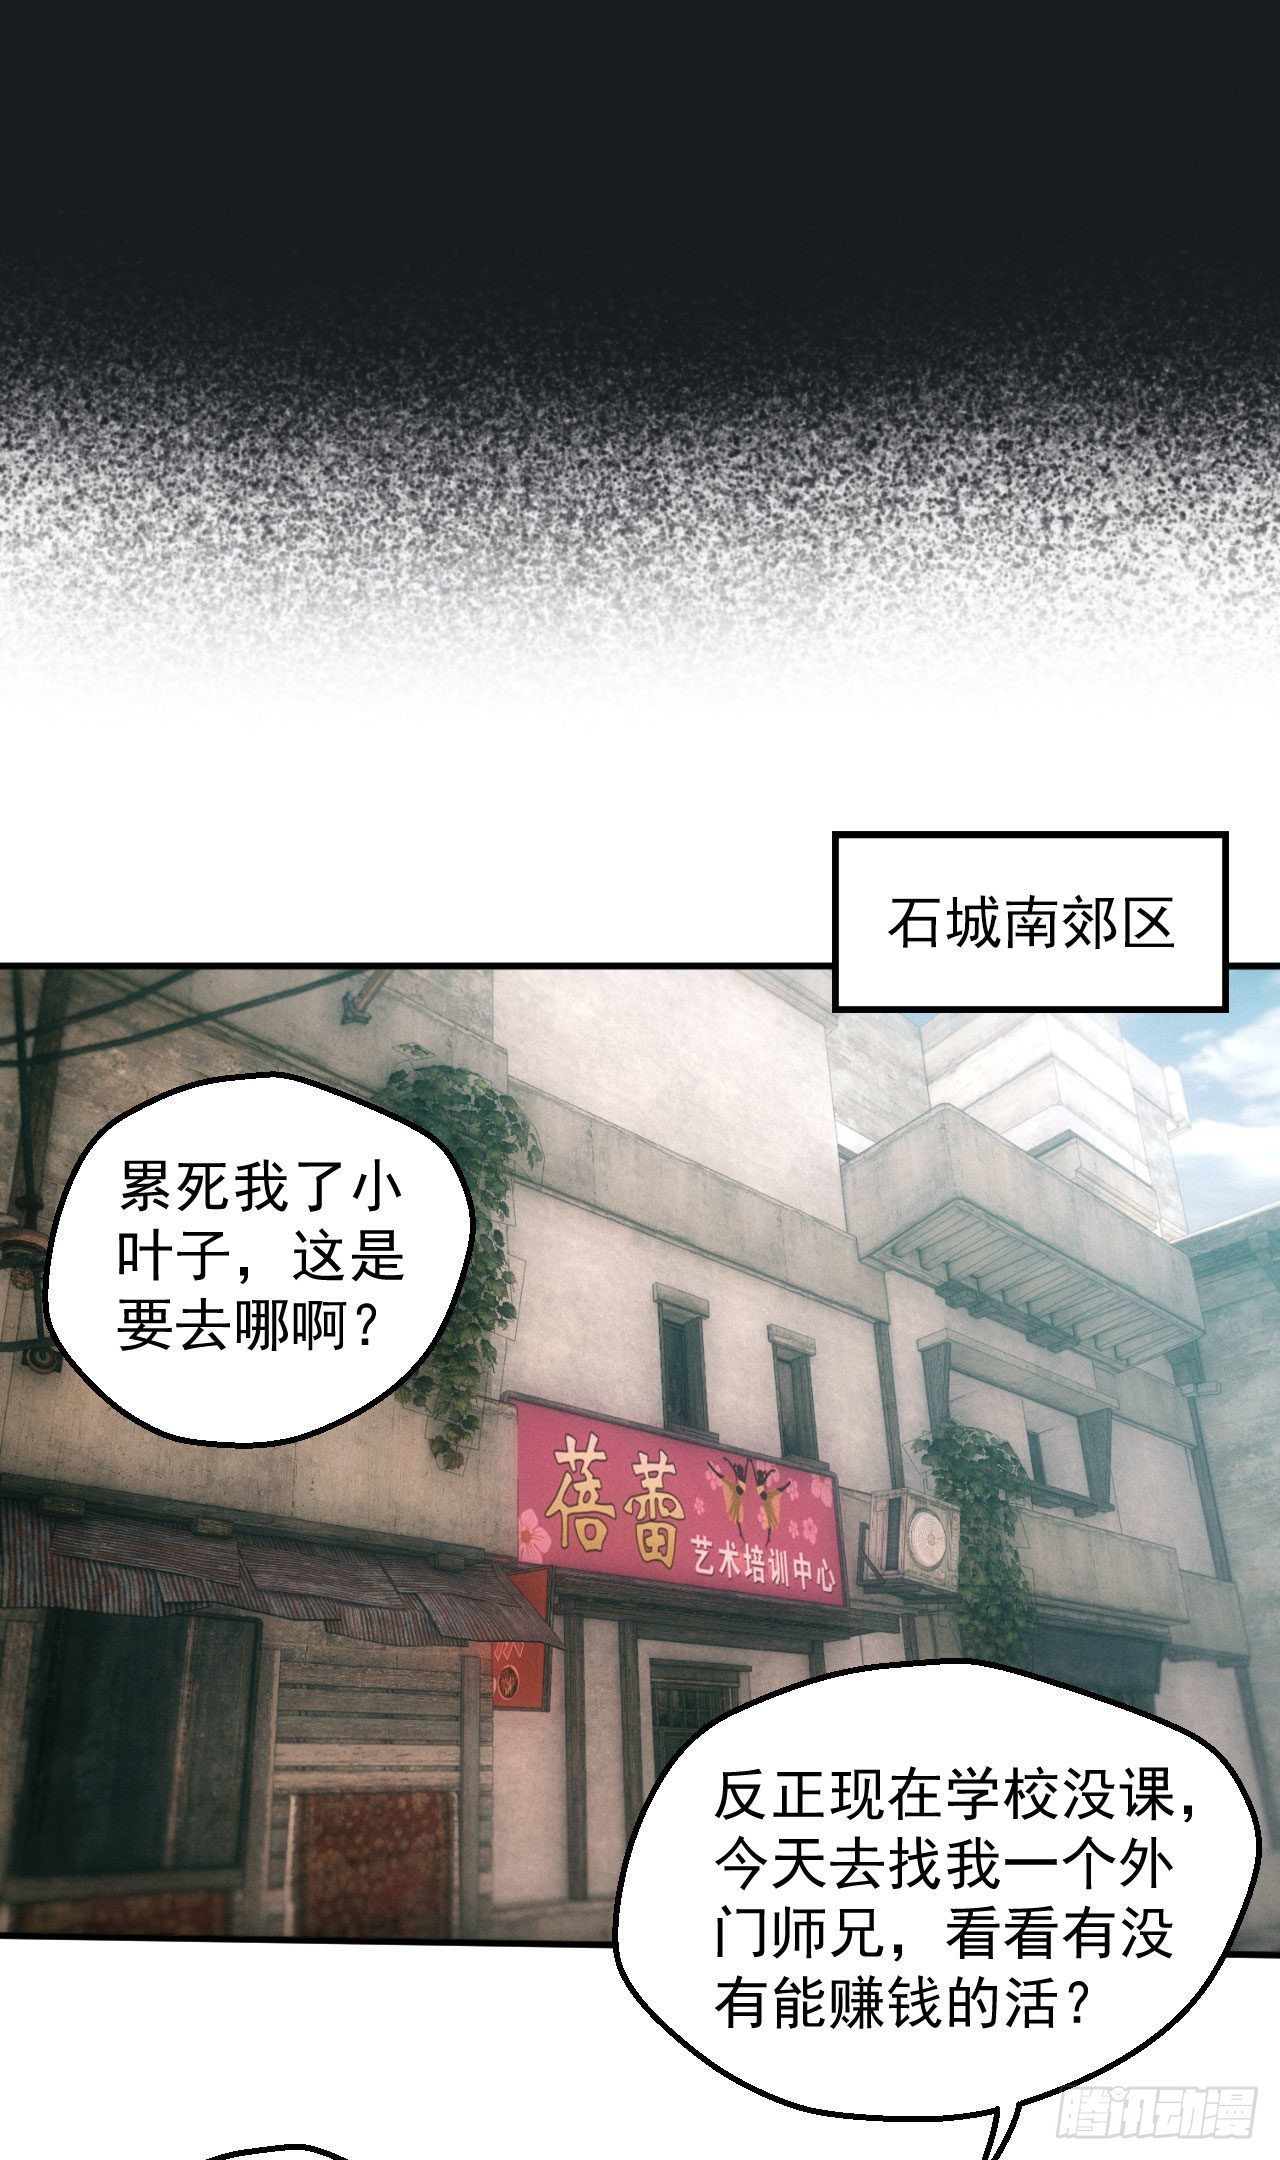 石城南郊区
累死我了小
叶子，这是
要去哪啊？
蓓蕾
艺术培训中心
反正现在学校没课，
今天去找我一个外
门师兄，看看有没
有能赚钱的活？
腾讯动漫